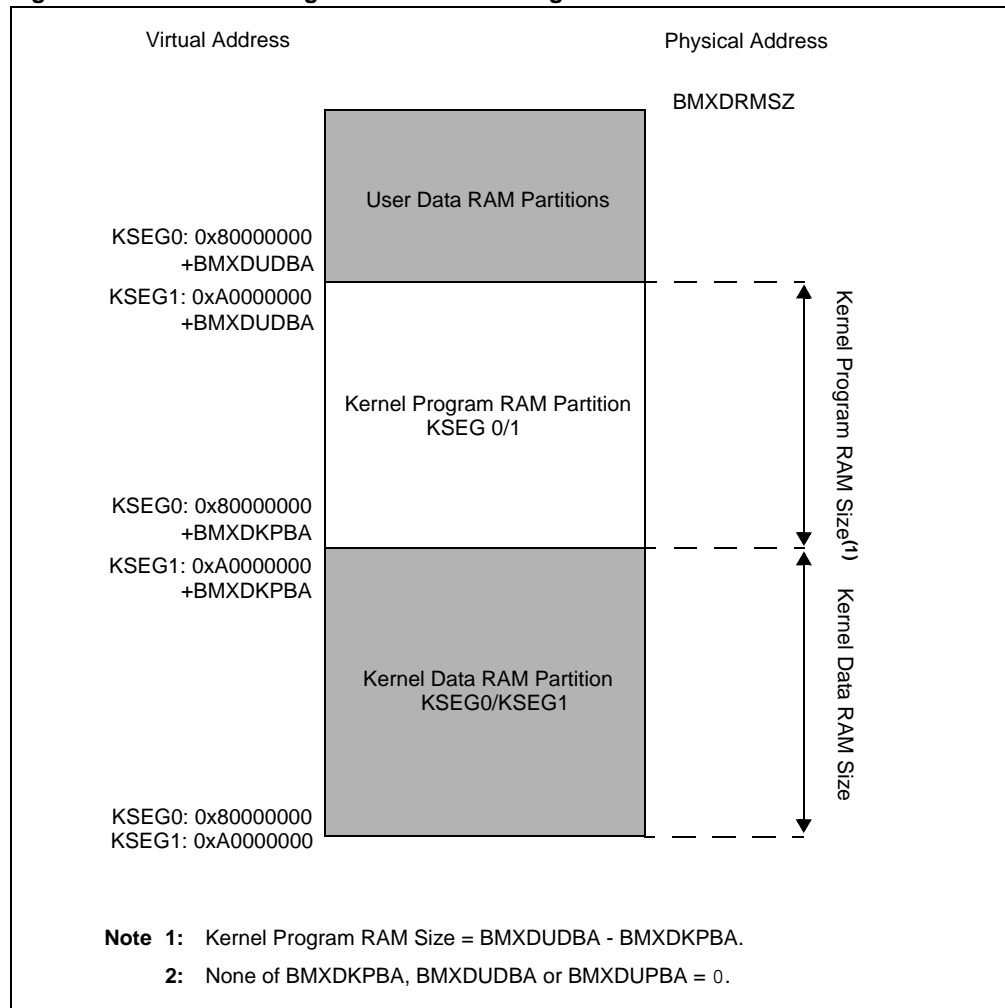 Virtual Address
Physical Address
BMXDRMSZ
User Data RAM Partitions
KSEG0: 0x80000000
+BMXDUDBA
KSEG1: 0xA0000000
+BMXDUDBA
Kernel Program RAM Size(1)
Kernel Program RAM Partition
KSEG 0/1
KSEG0: 0x80000000
+BMXDKPBA
KSEG1: 0xA0000000
+BMXDKPBA
Kernel Data RAM Size
Kernel Data RAM Partition
KSEG0/KSEG1
KSEG0: 0x80000000
KSEG1: 0xA0000000
Note 1: Kernel Program RAM Size = BMXDUDBA - BMXDKPBA.
2: None of BMXDKPBA, BMXDUDBA or BMXDUPBA = 0.